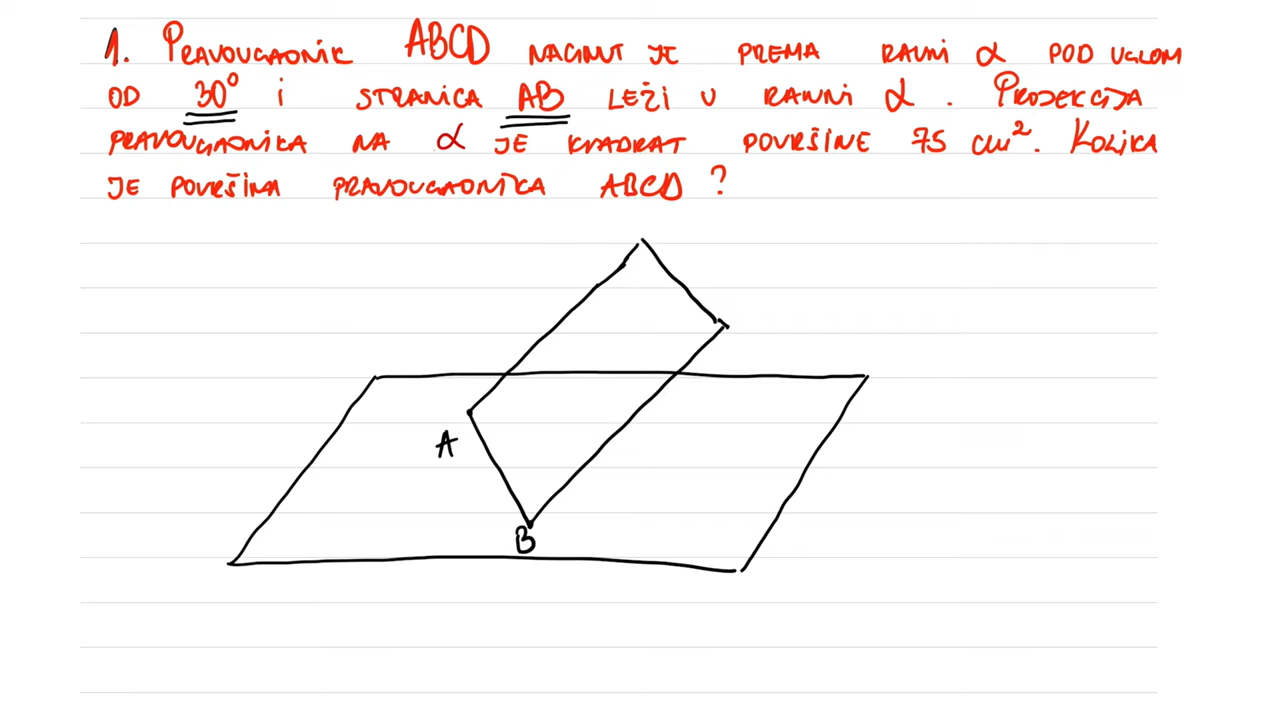 1. PRAVOUGAONIK ABCD NAGNUT JE PREMA RAVNI α POD UGLOM
OD 30° I STRANICA AB LEŽI U RAVNI α. PROJEKCIJA
PRAVOUGAONIKA NA α JE KVADRAT POVRŠINE 75 cm². KOLIKA
JE POVRŠINA PRAVOUGAONIKA ABCD?
A
B